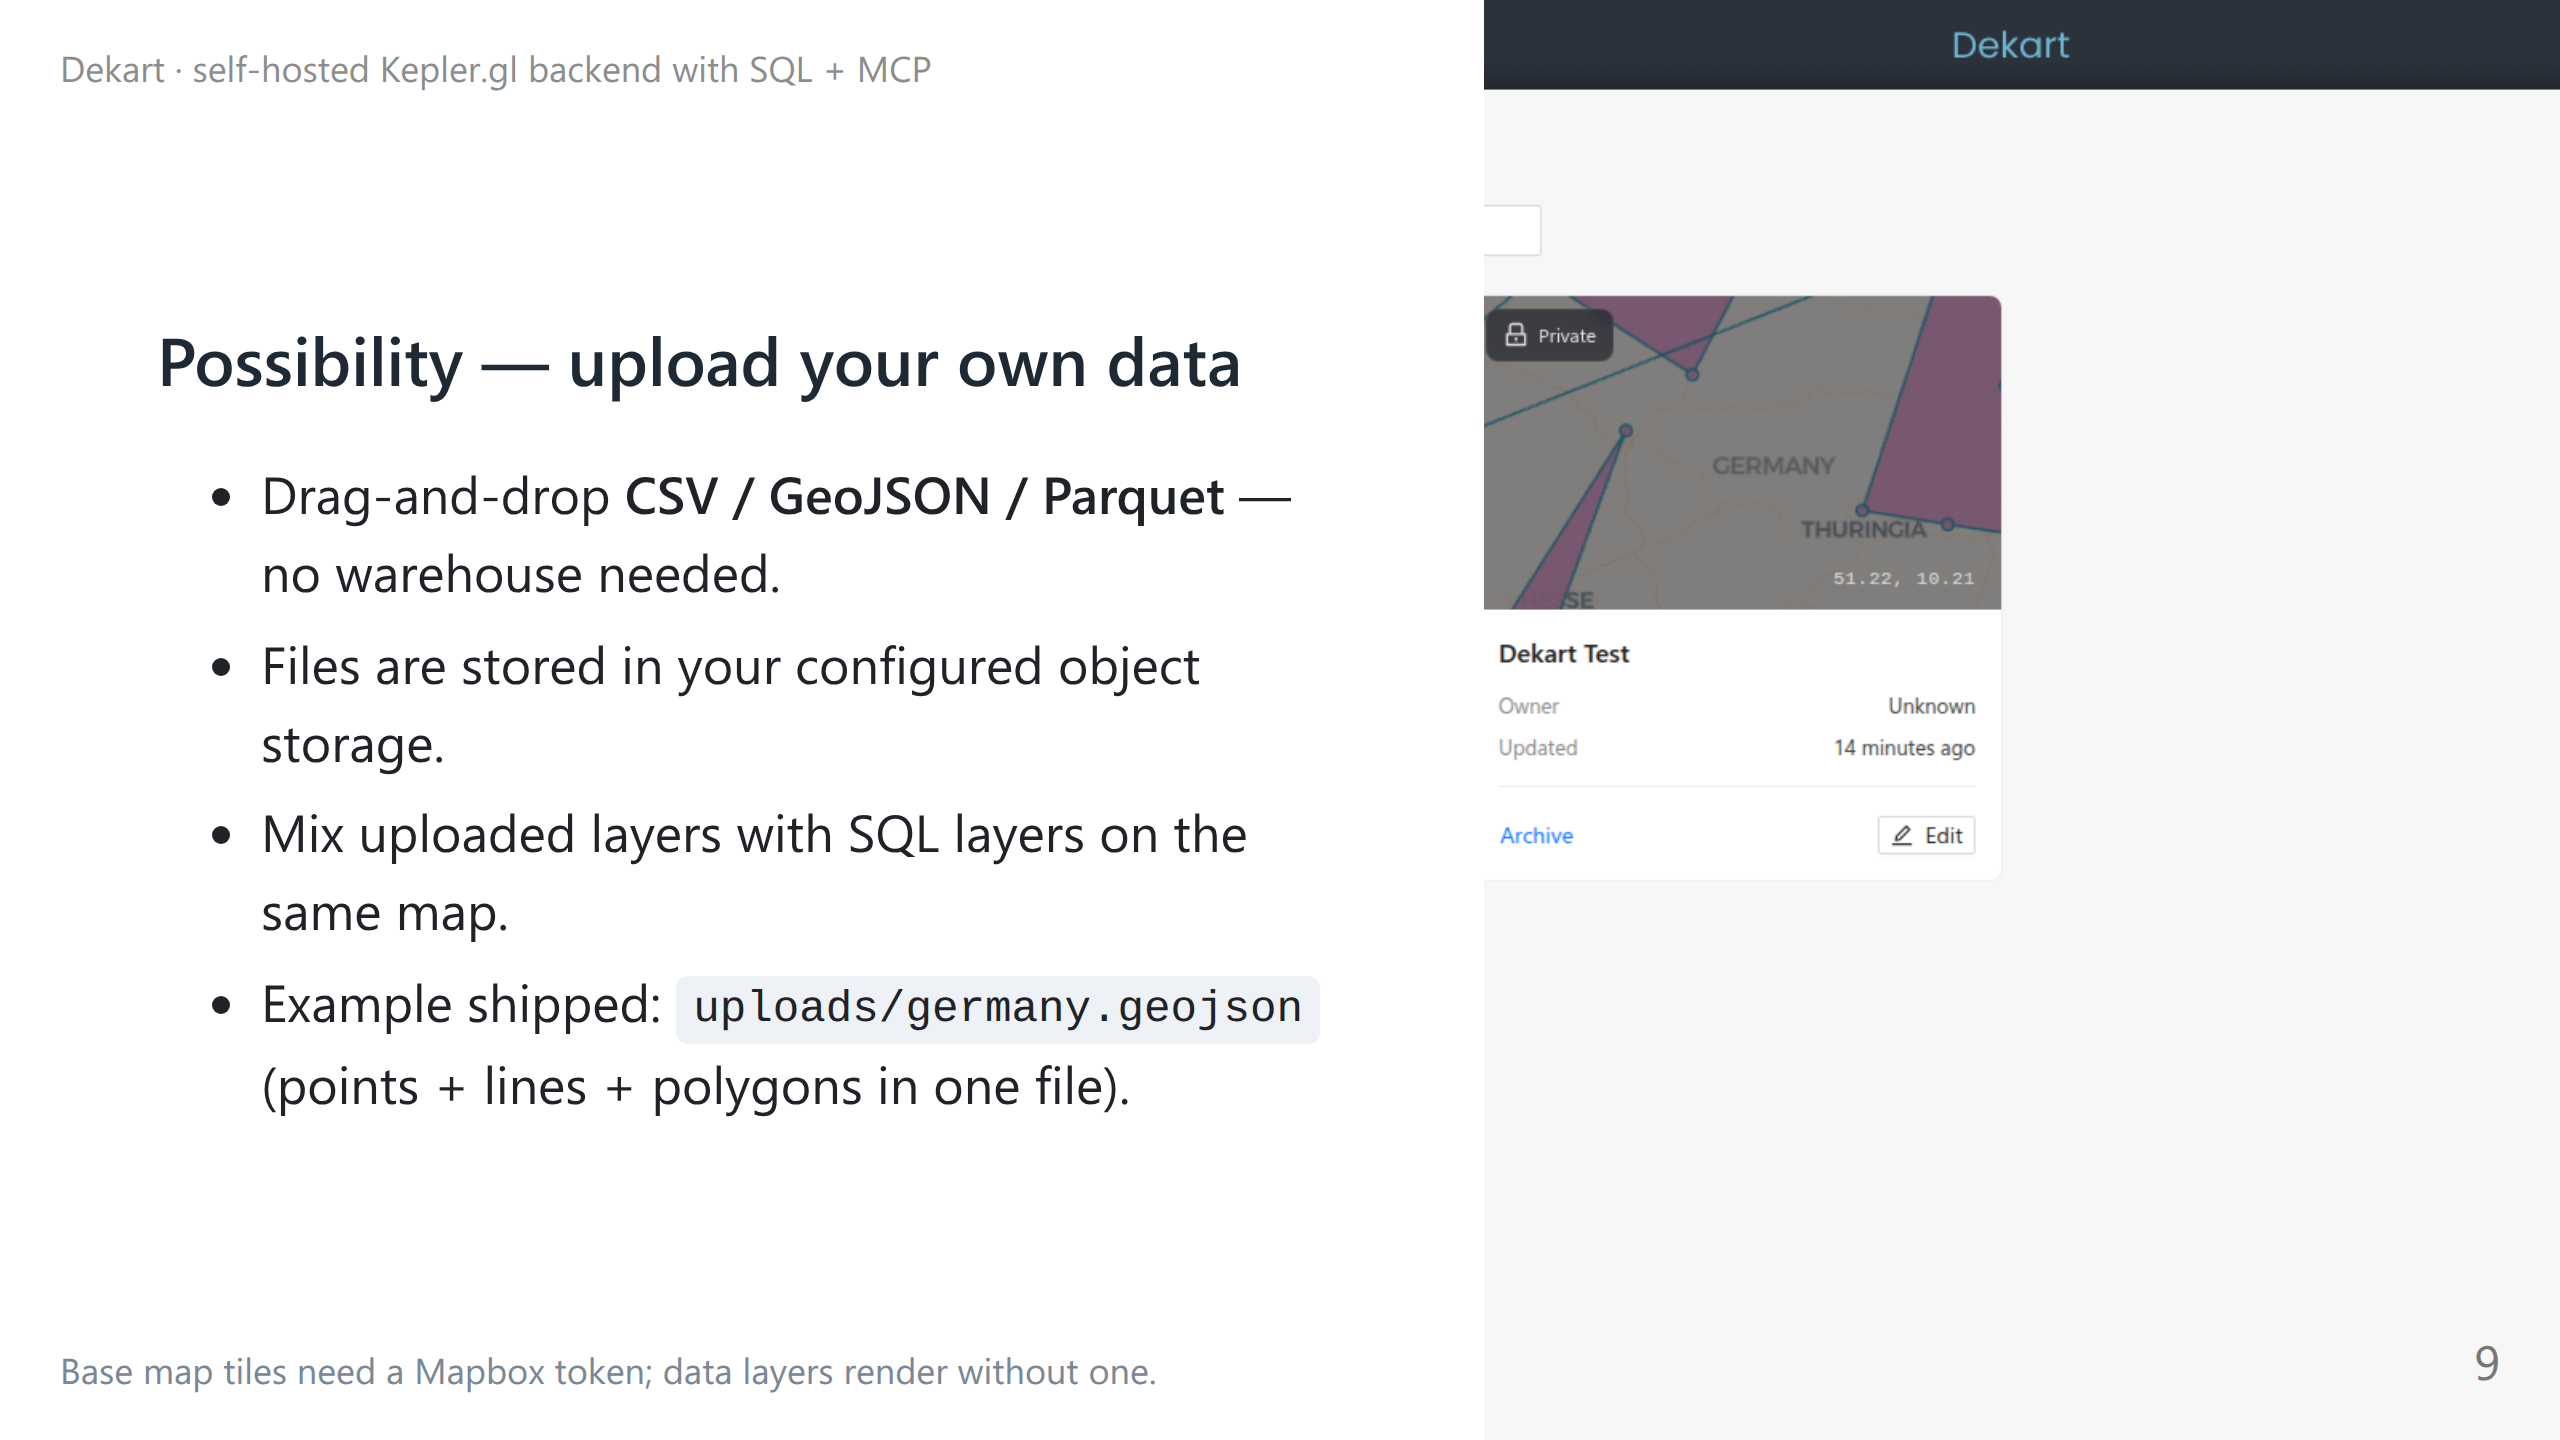 Dekart · self-hosted Kepler.gl backend with SQL + MCP
Possibility — upload your own data
• Drag-and-drop CSV / GeoJSON / Parquet —
no warehouse needed.
• Files are stored in your configured object
storage.
• Mix uploaded layers with SQL layers on the
same map.
• Example shipped: uploads/germany.geojson
(points + lines + polygons in one file).
Base map tiles need a Mapbox token; data layers render without one.
Dekart
Private
GERMANY
THURINGIA
51.22, 10.21
HESSE
Dekart Test
Owner Unknown
Updated 14 minutes ago
Archive Edit
9